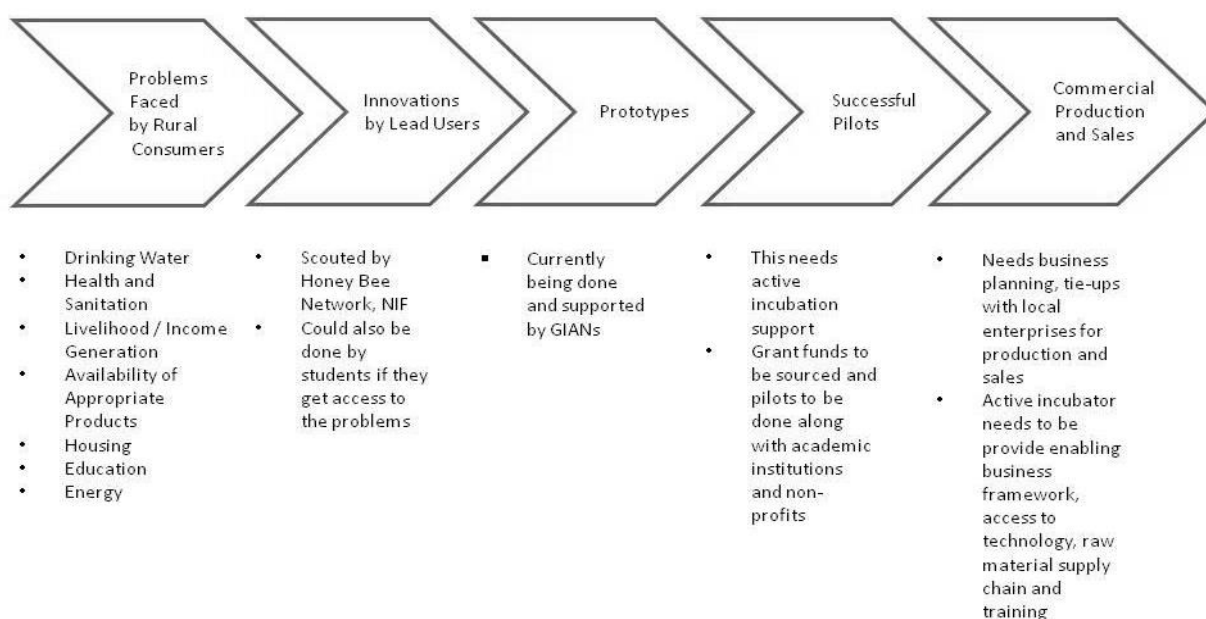 Problems
Faced
by Rural
Consumers
Innovations
by Lead Users
Prototypes
Successful
Pilots
Commercial
Production
and Sales
• Drinking Water
• Health and
Sanitation
• Livelihood / Income
Generation
• Availability of
Appropriate
Products
• Housing
• Education
• Energy
• Scouted by
Honey Bee
Network, NIF
• Could also be
done by
students if they
get access to
the problems
▪ Currently
being done
and supported
by GIANs
• This needs
active
incubation
support
• Grant funds to
be sourced and
pilots to be
done along
with academic
institutions
and non-
profits
• Needs business
planning, tie-ups
with local
enterprises for
production and
sales
• Active incubator
needs to be
provide enabling
business
framework,
access to
technology, raw
material supply
chain and
training